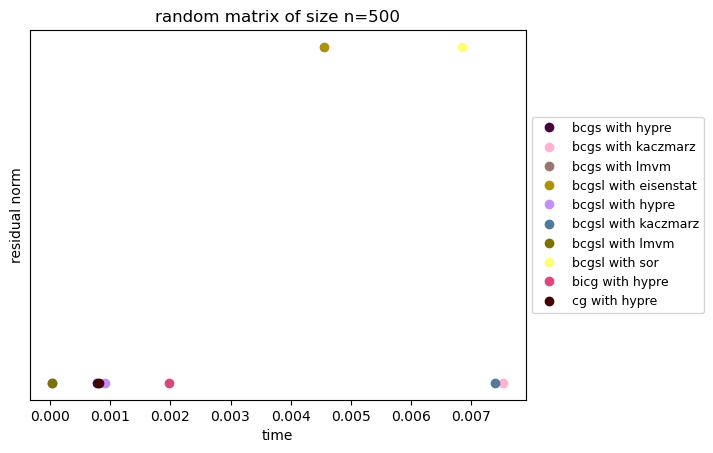 random matrix of size n=500
residual norm
0.000 0.001 0.002 0.003 0.004 0.005 0.006 0.007
time
bcgs with hypre
bcgs with kaczmarz
bcgs with lmvm
bcgsl with eisenstat
bcgsl with hypre
bcgsl with kaczmarz
bcgsl with lmvm
bcgsl with sor
bicg with hypre
cg with hypre